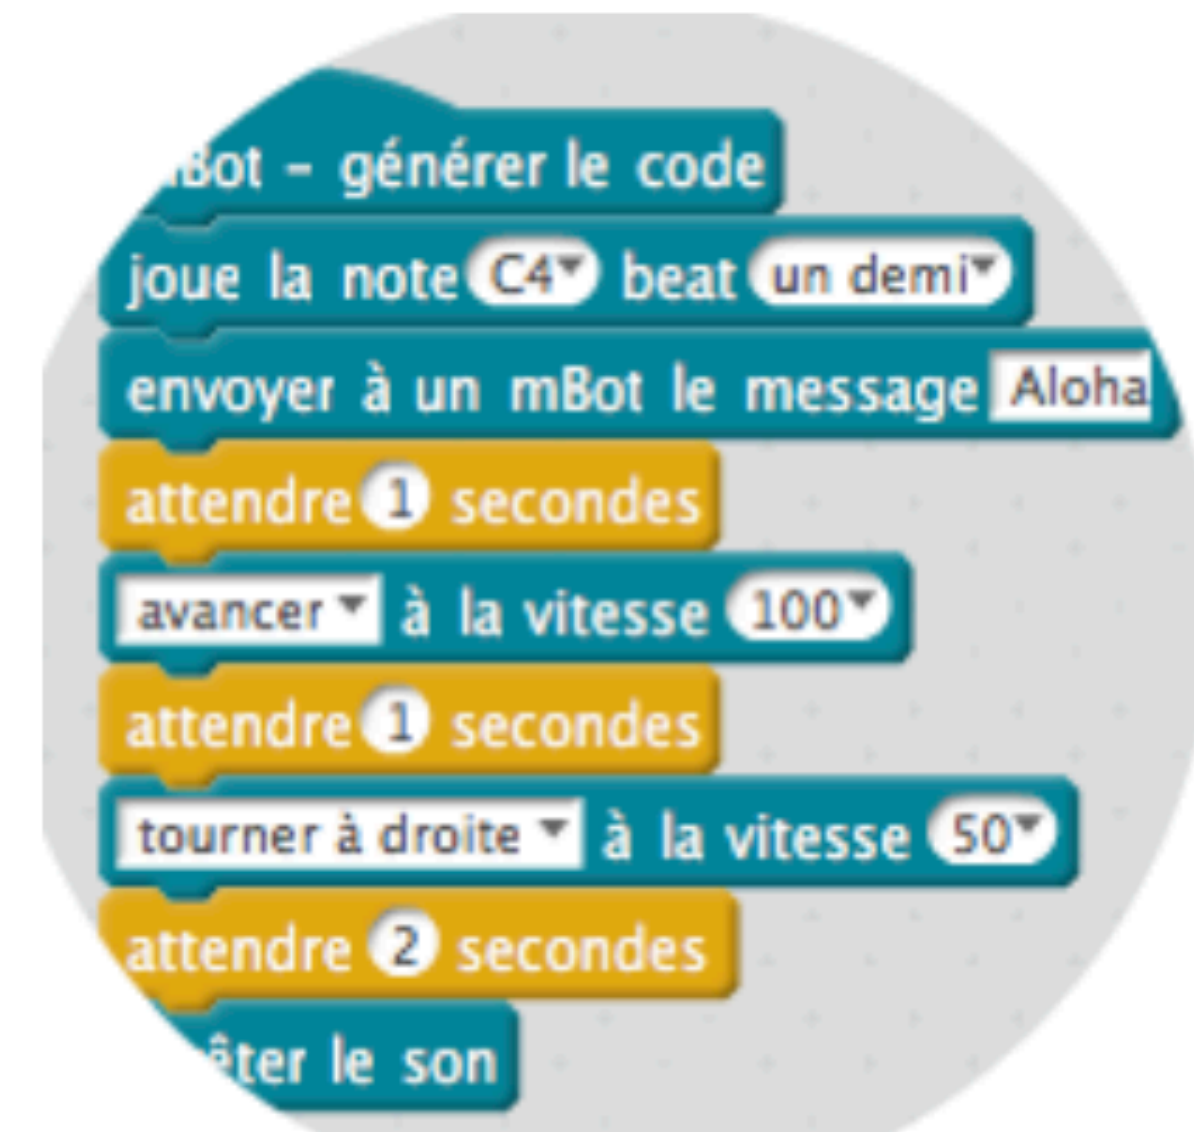 mBot - générer le code
joue la note C4 beat un demi
envoyer à un mBot le message Aloha
attendre 1 secondes
avancer à la vitesse 100
attendre 1 secondes
tourner à droite à la vitesse 50
attendre 2 secondes
êter le son